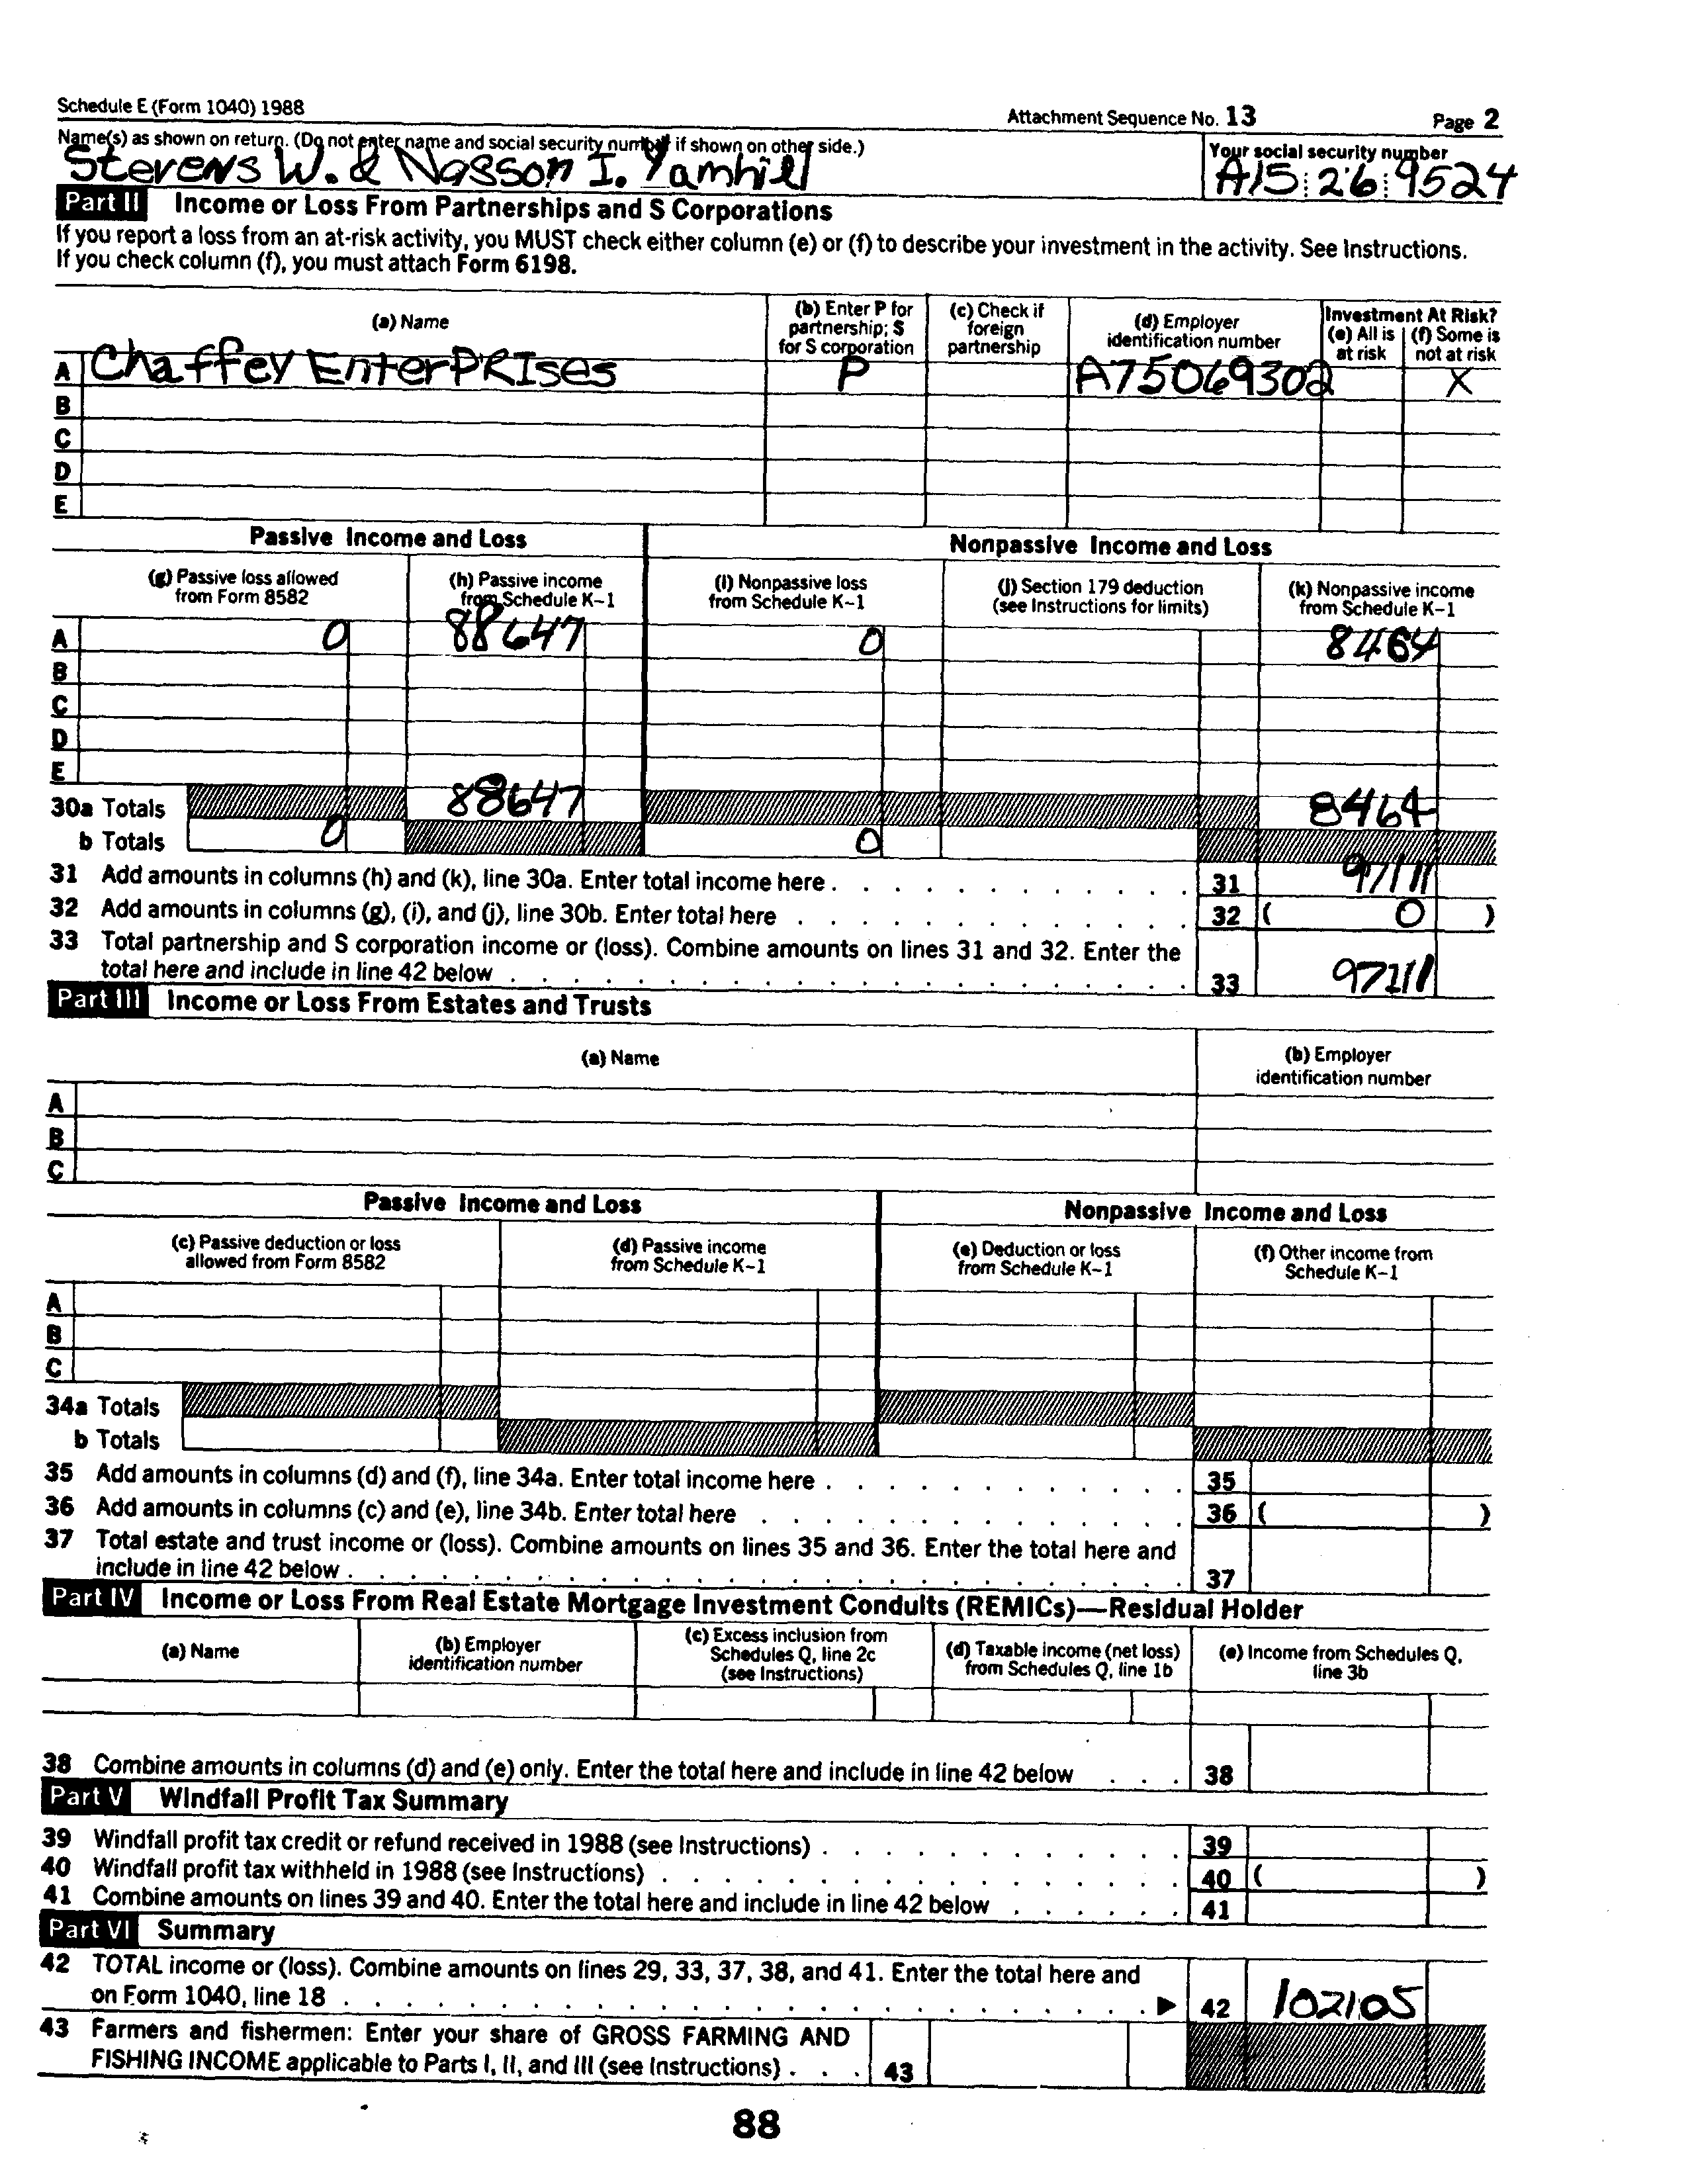 Schedule E (Form 1040) 1988 Attachment Sequence No. 13 Page 2
Name(s) as shown on return. (Do not enter name and social security number if shown on other side.) Your social security number
Stevens W. & Nasson I. Yamhill A15 26 9524
Part II Income or Loss From Partnerships and S Corporations
If you report a loss from an at-risk activity, you MUST check either column (e) or (f) to describe your investment in the activity. See Instructions.
If you check column (f), you must attach Form 6198.
(a) Name (b) Enter P for partnership; S for S corporation (c) Check if foreign partnership (d) Employer identification number Investment At Risk? (e) All is at risk (f) Some is not at risk
A Chaffey EnterPRIses P A75069302 X
B
C
D
E
Passive Income and Loss Nonpassive Income and Loss
(g) Passive loss allowed from Form 8582 (h) Passive income from Schedule K–1 (i) Nonpassive loss from Schedule K–1 (j) Section 179 deduction (see Instructions for limits) (k) Nonpassive income from Schedule K–1
A 0 88647 0 8464
B
C
D
E
30a Totals 88647 8464
b Totals 0 0
31 Add amounts in columns (h) and (k), line 30a. Enter total income here . . . . . . . . . . . . 31 97111
32 Add amounts in columns (g), (i), and (j), line 30b. Enter total here . . . . . . . . . . . . . 32 ( 0 )
33 Total partnership and S corporation income or (loss). Combine amounts on lines 31 and 32. Enter the
total here and include in line 42 below . . . . . . . . . . . . . . . . . . . . . . 33 97111
Part III Income or Loss From Estates and Trusts
(a) Name (b) Employer identification number
A
B
C
Passive Income and Loss Nonpassive Income and Loss
(c) Passive deduction or loss allowed from Form 8582 (d) Passive income from Schedule K–1 (e) Deduction or loss from Schedule K–1 (f) Other income from Schedule K–1
A
B
C
34a Totals
b Totals
35 Add amounts in columns (d) and (f), line 34a. Enter total income here . . . . . . . . . . . . 35
36 Add amounts in columns (c) and (e), line 34b. Enter total here . . . . . . . . . . . . . . 36 ( )
37 Total estate and trust income or (loss). Combine amounts on lines 35 and 36. Enter the total here and
include in line 42 below . . . . . . . . . . . . . . . . . . . . . . . . . . . 37
Part IV Income or Loss From Real Estate Mortgage Investment Conduits (REMICs)—Residual Holder
(a) Name (b) Employer identification number (c) Excess inclusion from Schedules Q, line 2c (see Instructions) (d) Taxable income (net loss) from Schedules Q, line 1b (e) Income from Schedules Q, line 3b
38 Combine amounts in columns (d) and (e) only. Enter the total here and include in line 42 below . . . 38
Part V Windfall Profit Tax Summary
39 Windfall profit tax credit or refund received in 1988 (see Instructions) . . . . . . . . . . . . 39
40 Windfall profit tax withheld in 1988 (see Instructions) . . . . . . . . . . . . . . . . . 40 ( )
41 Combine amounts on lines 39 and 40. Enter the total here and include in line 42 below . . . . . . 41
Part VI Summary
42 TOTAL income or (loss). Combine amounts on lines 29, 33, 37, 38, and 41. Enter the total here and
on Form 1040, line 18 . . . . . . . . . . . . . . . . . . . . . . . . . . ▶ 42 102105
43 Farmers and fishermen: Enter your share of GROSS FARMING AND
FISHING INCOME applicable to Parts I, II, and III (see Instructions) . . . . 43
88